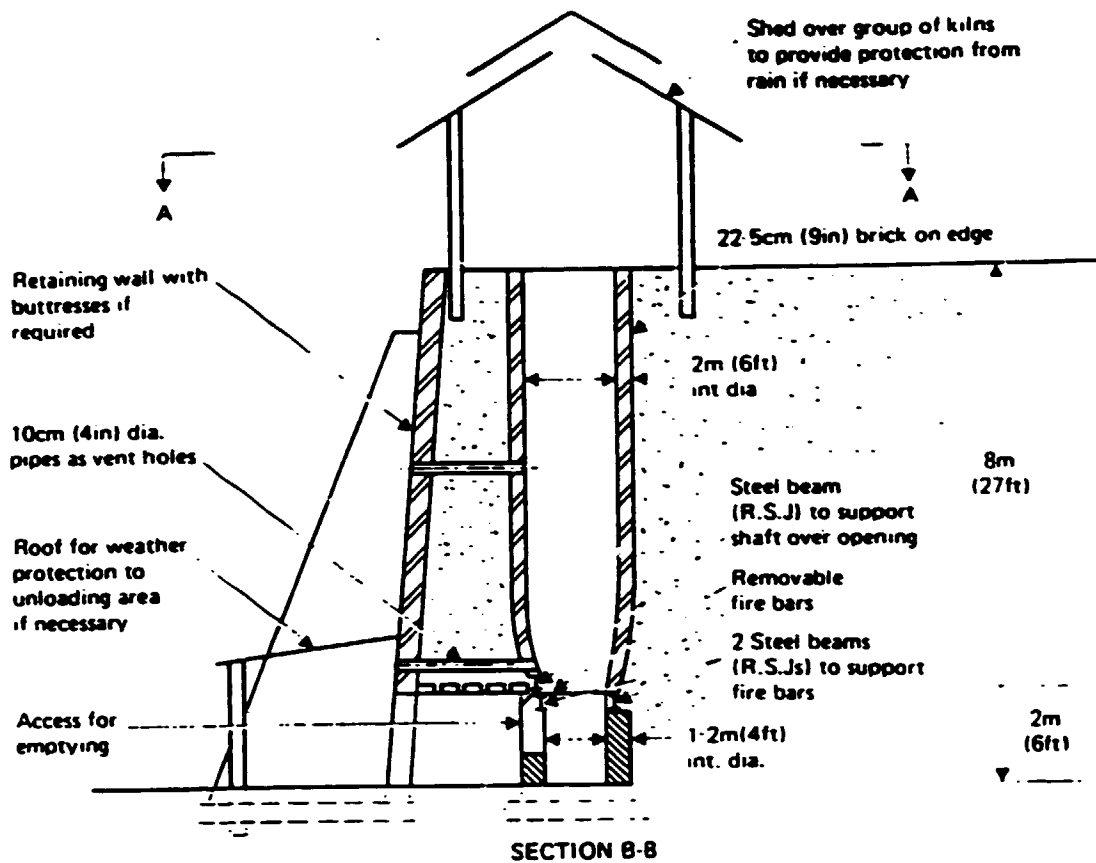 Shed over group of kilns
to provide protection from
rain if necessary
A
A
22·5cm (9in) brick on edge
Retaining wall with
buttresses if
required
2m (6ft)
int dia
10cm (4in) dia.
pipes as vent holes
8m
(27ft)
Steel beam
(R.S.J) to support
shaft over opening
Roof for weather
protection to
unloading area
if necessary
Removable
fire bars
2 Steel beams
(R.S.Js) to support
fire bars
Access for
emptying
1·2m(4ft)
int. dia.
2m
(6ft)
SECTION B-B